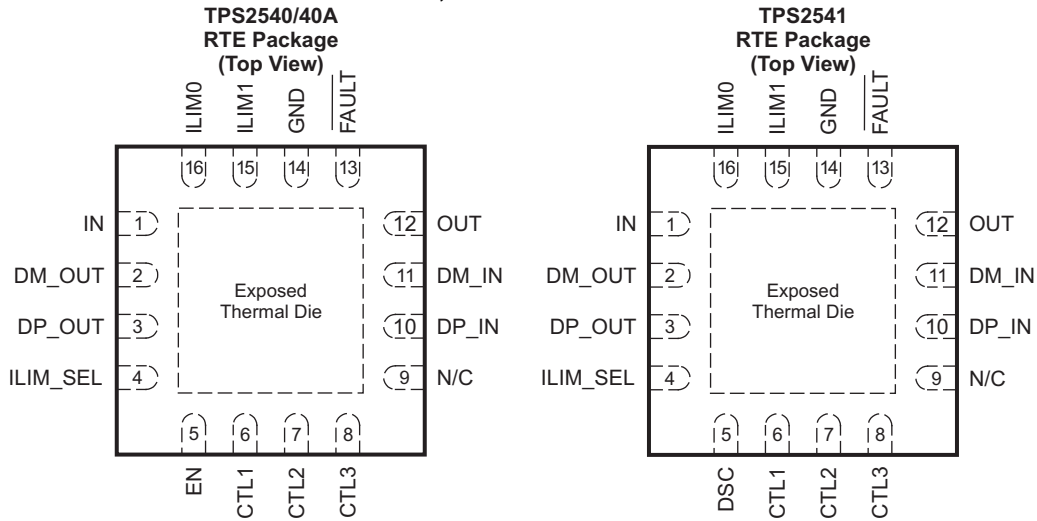 TPS2540/40A
RTE Package
(Top View)
ILIM0
ILIM1
GND
FAULT
16
15
14
13
IN
1
DM_OUT
2
DP_OUT
3
ILIM_SEL
4
Exposed
Thermal Die
12
OUT
11
DM_IN
10
DP_IN
9
N/C
5
6
7
8
EN
CTL1
CTL2
CTL3
TPS2541
RTE Package
(Top View)
ILIM0
ILIM1
GND
FAULT
16
15
14
13
IN
1
DM_OUT
2
DP_OUT
3
ILIM_SEL
4
Exposed
Thermal Die
12
OUT
11
DM_IN
10
DP_IN
9
N/C
5
6
7
8
DSC
CTL1
CTL2
CTL3